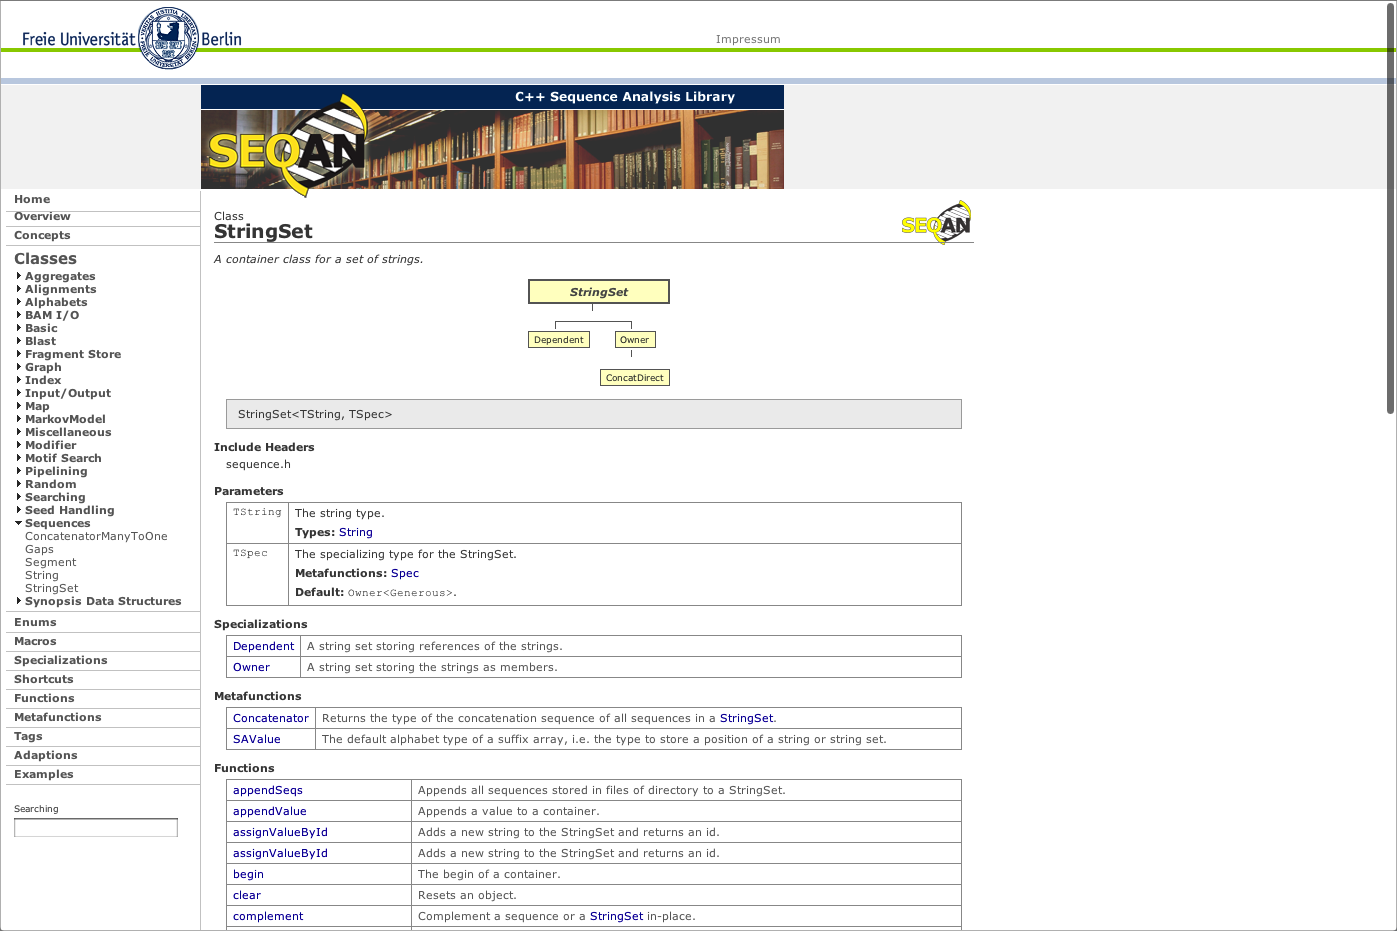 Freie Universität Berlin
Impressum
C++ Sequence Analysis Library
SEQAN
Home
Overview
Concepts
Classes
Aggregates
Alignments
Alphabets
BAM I/O
Basic
Blast
Fragment Store
Graph
Index
Input/Output
Map
MarkovModel
Miscellaneous
Modifier
Motif Search
Pipelining
Random
Searching
Seed Handling
Sequences
ConcatenatorManyToOne
Gaps
Segment
String
StringSet
Synopsis Data Structures
Enums
Macros
Specializations
Shortcuts
Functions
Metafunctions
Tags
Adaptions
Examples
Searching
Class
StringSet
SEQAN
A container class for a set of strings.
StringSet
Dependent Owner
ConcatDirect
StringSet<TString, TSpec>
Include Headers
sequence.h
Parameters
TString The string type.
Types: String
TSpec The specializing type for the StringSet.
Metafunctions: Spec
Default: Owner<Generous>.
Specializations
Dependent A string set storing references of the strings.
Owner A string set storing the strings as members.
Metafunctions
Concatenator Returns the type of the concatenation sequence of all sequences in a StringSet.
SAValue The default alphabet type of a suffix array, i.e. the type to store a position of a string or string set.
Functions
appendSeqs Appends all sequences stored in files of directory to a StringSet.
appendValue Appends a value to a container.
assignValueById Adds a new string to the StringSet and returns an id.
assignValueById Adds a new string to the StringSet and returns an id.
begin The begin of a container.
clear Resets an object.
complement Complement a sequence or a StringSet in-place.